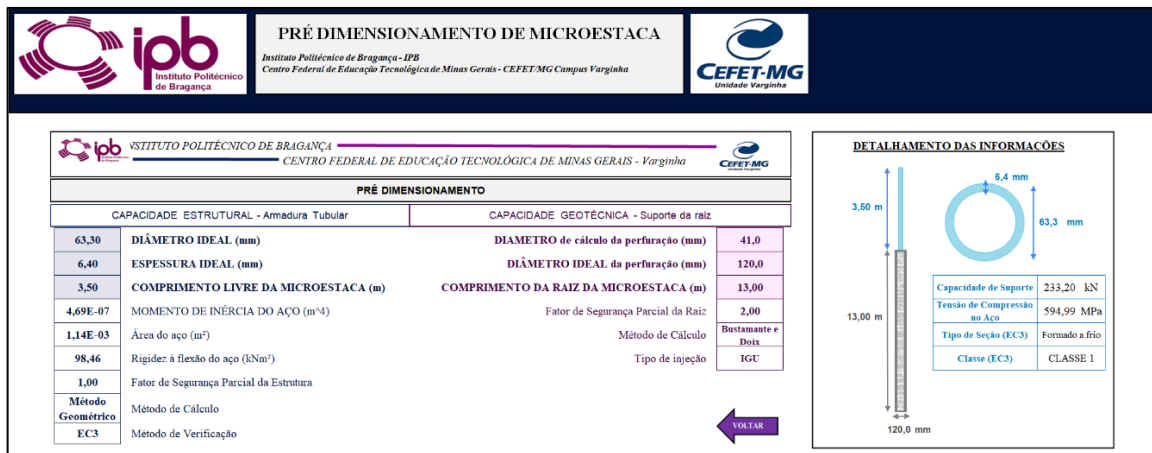 ipb
Instituto Politécnico
de Bragança
PRÉ DIMENSIONAMENTO DE MICROESTACA
Instituto Politécnico de Bragança - IPB
Centro Federal de Educação Tecnológica de Minas Gerais - CEFET/MG Campus Varginha
CEFET-MG
Unidade Varginha
ipb
NSTITUTO POLITÉCNICO DE BRAGANÇA
CENTRO FEDERAL DE EDUCAÇÃO TECNOLÓGICA DE MINAS GERAIS - Varginha
CEFET-MG
PRÉ DIMENSIONAMENTO
CAPACIDADE ESTRUTURAL - Armadura Tubular
CAPACIDADE GEOTÉCNICA - Suporte da raiz
63,30 DIÂMETRO IDEAL (mm) DIAMETRO de cálculo da perfuração (mm) 41,0
6,40 ESPESSURA IDEAL (mm) DIÂMETRO IDEAL da perfuração (mm) 120,0
3,50 COMPRIMENTO LIVRE DA MICROESTACA (m) COMPRIMENTO DA RAIZ DA MICROESTACA (m) 13,00
4,69E-07 MOMENTO DE INÉRCIA DO AÇO (m^4) Fator de Segurança Parcial da Raiz 2,00
1,14E-03 Área do aço (m²) Método de Cálculo Bustamante e Doix
98,46 Rigidez à flexão do aço (kNm²) Tipo de injeção IGU
1,00 Fator de Segurança Parcial da Estrutura
Método Geométrico Método de Cálculo
EC3 Método de Verificação
VOLTAR
DETALHAMENTO DAS INFORMAÇÕES
6,4 mm
3,50 m
63,3 mm
13,00 m
Capacidade de Suporte 233,20 kN
Tensão de Compressão no Aço 594,99 MPa
Tipo de Seção (EC3) Formado a frio
Classe (EC3) CLASSE 1
120,0 mm